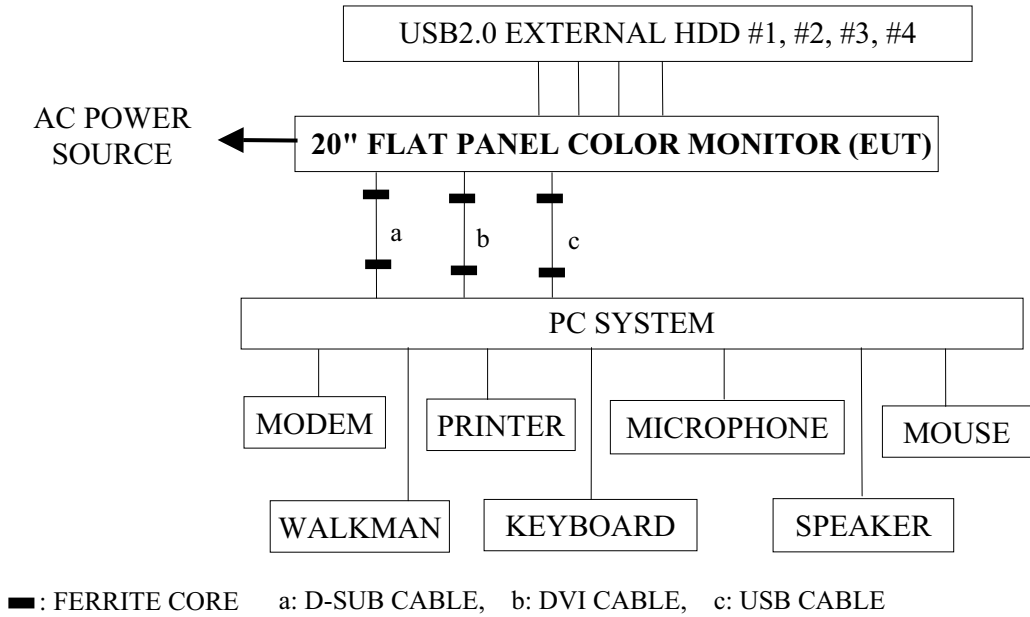 USB2.0 EXTERNAL HDD #1, #2, #3, #4
AC POWER
SOURCE
20" FLAT PANEL COLOR MONITOR (EUT)
a
b
c
PC SYSTEM
MODEM
PRINTER
MICROPHONE
MOUSE
WALKMAN
KEYBOARD
SPEAKER
: FERRITE CORE a: D-SUB CABLE, b: DVI CABLE, c: USB CABLE